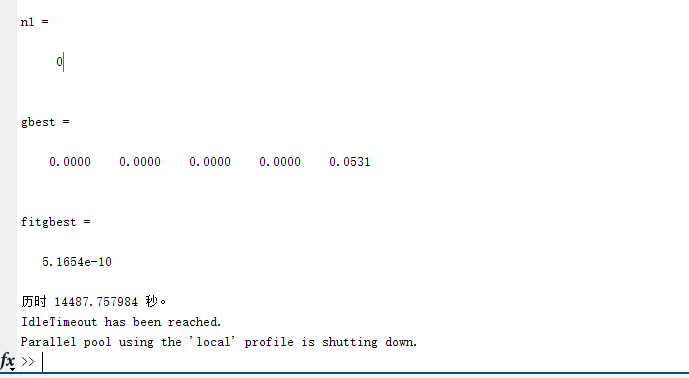 n1 =
0
gbest =
0.0000 0.0000 0.0000 0.0000 0.0531
fitgbest =
5.1654e-10
历时 14487.757984 秒。
IdleTimeout has been reached.
Parallel pool using the 'local' profile is shutting down.
fx >>